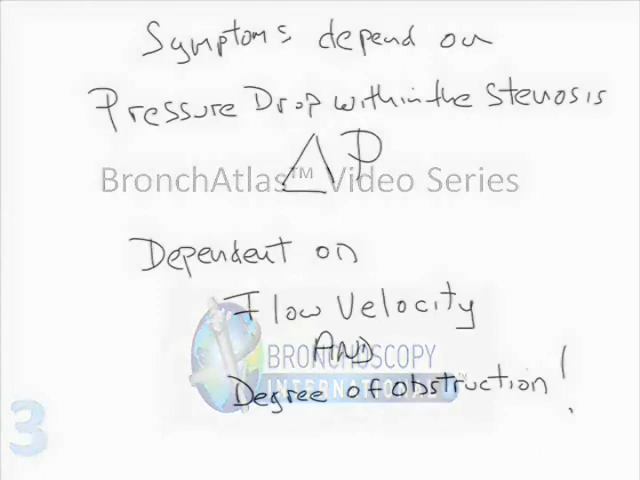 Symptoms depend on
Pressure Drop within the Stenosis
ΔP
BronchAtlas™ Video Series
Dependent on
Flow Velocity
AND
BRONCHOSCOPY
INTERNATIONAL™
Degree of obstruction!
3